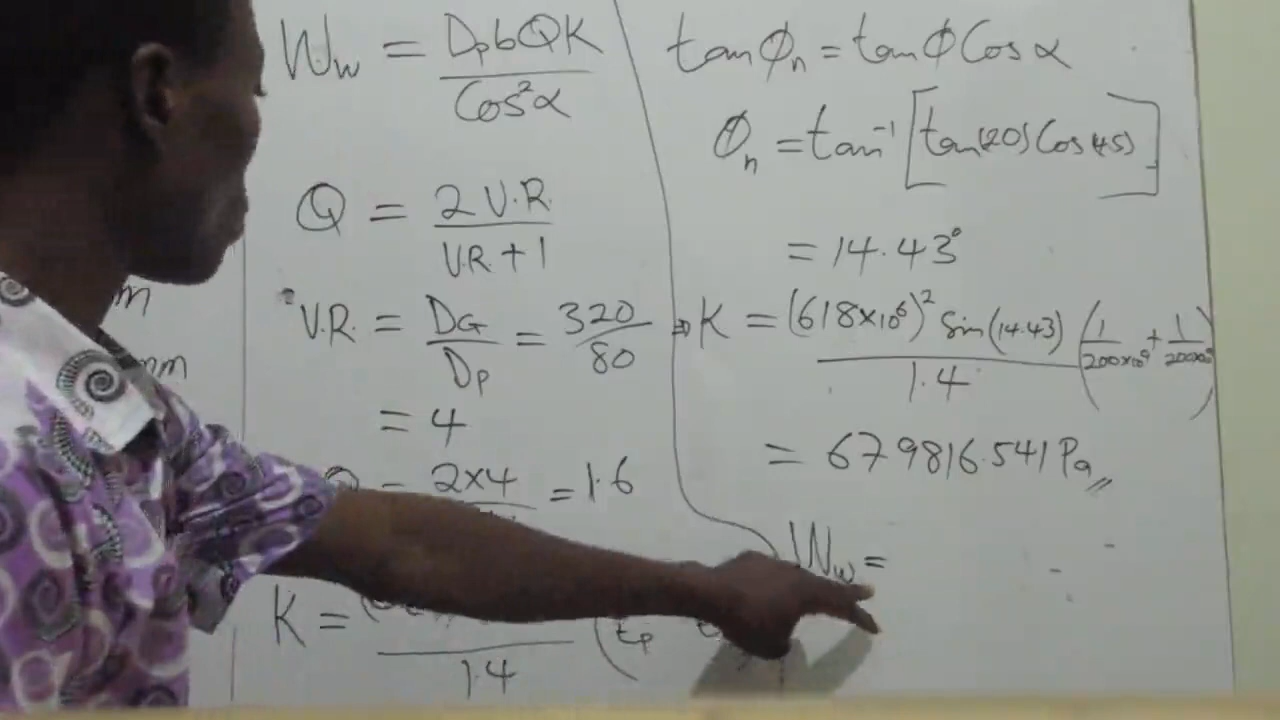 m
mm
W_w = D_p b Q K / Cos²α
Q = 2 V.R. / V.R. + 1
V.R. = D_G / D_p = 320 / 80
= 4
= 2×4 = 1.6
K =
1.4
t_p
tan ϕ_n = tan ϕ Cos α
ϕ_n = tan⁻¹ [tan(20) Cos(45)]
= 14.43°
⇒ K = (618×10⁶)² Sin(14.43) / 1.4 (1 / 200×10⁹ + 1 / 200×10⁹)
= 679816.541 Pa
W_w =